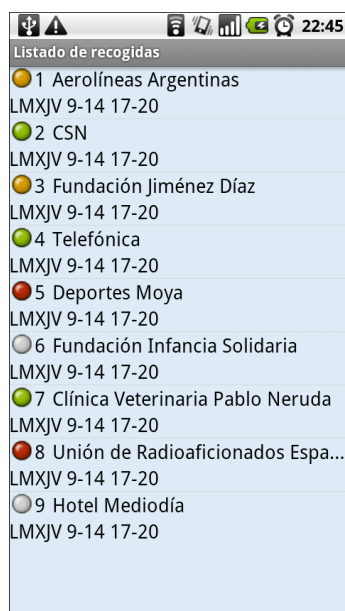 22:45
Listado de recogidas
1 Aerolíneas Argentinas
LMXJV 9-14 17-20
2 CSN
LMXJV 9-14 17-20
3 Fundación Jiménez Díaz
LMXJV 9-14 17-20
4 Telefónica
LMXJV 9-14 17-20
5 Deportes Moya
LMXJV 9-14 17-20
6 Fundación Infancia Solidaria
LMXJV 9-14 17-20
7 Clínica Veterinaria Pablo Neruda
LMXJV 9-14 17-20
8 Unión de Radioaficionados Espa...
LMXJV 9-14 17-20
9 Hotel Mediodía
LMXJV 9-14 17-20